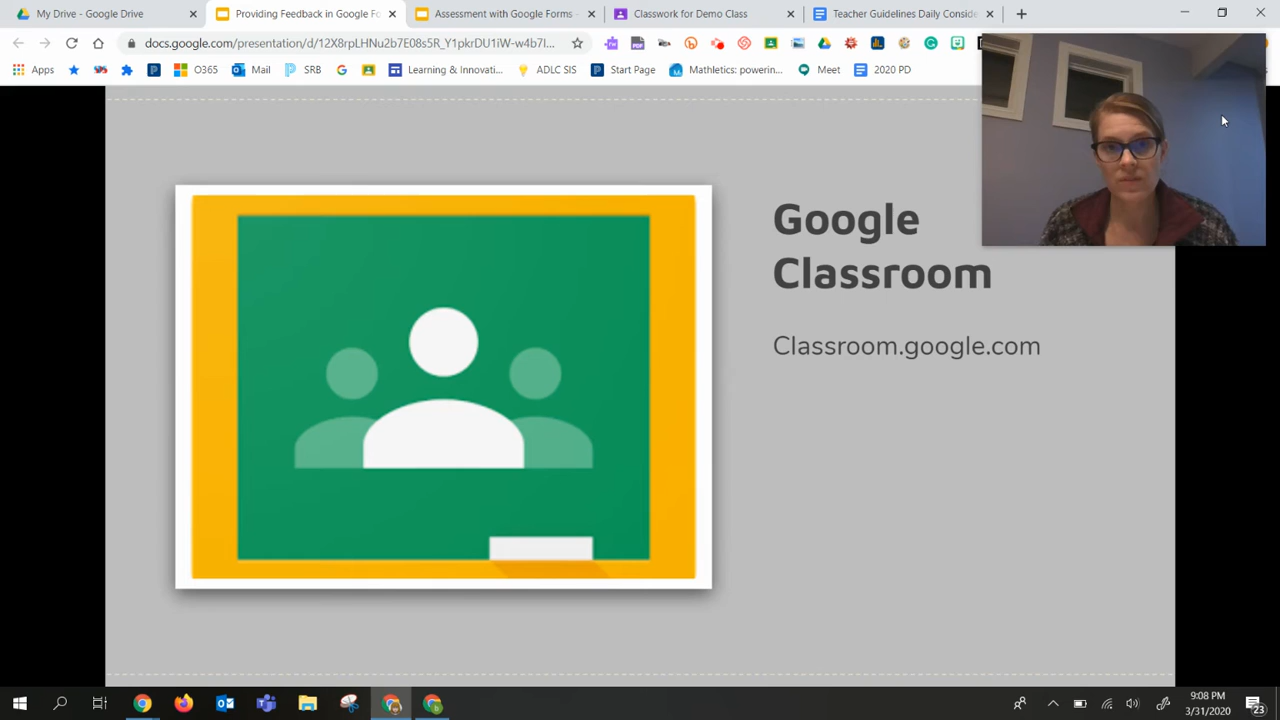 My Drive - Google Drive
Providing Feedback in Google Fo
Assessment with Google Forms -
Classwork for Demo Class
Teacher Guidelines Daily Conside
docs.google.com/presentation/d/12X8rpLHNu2b7E08s5R_Y1pkrDU1iW-w4b7l...
Apps
O365
Mail
SRB
Learning & Innovati...
ADLC SIS
Start Page
Mathletics: powerin...
Meet
2020 PD
Google
Classroom
Classroom.google.com
9:08 PM
3/31/2020
23